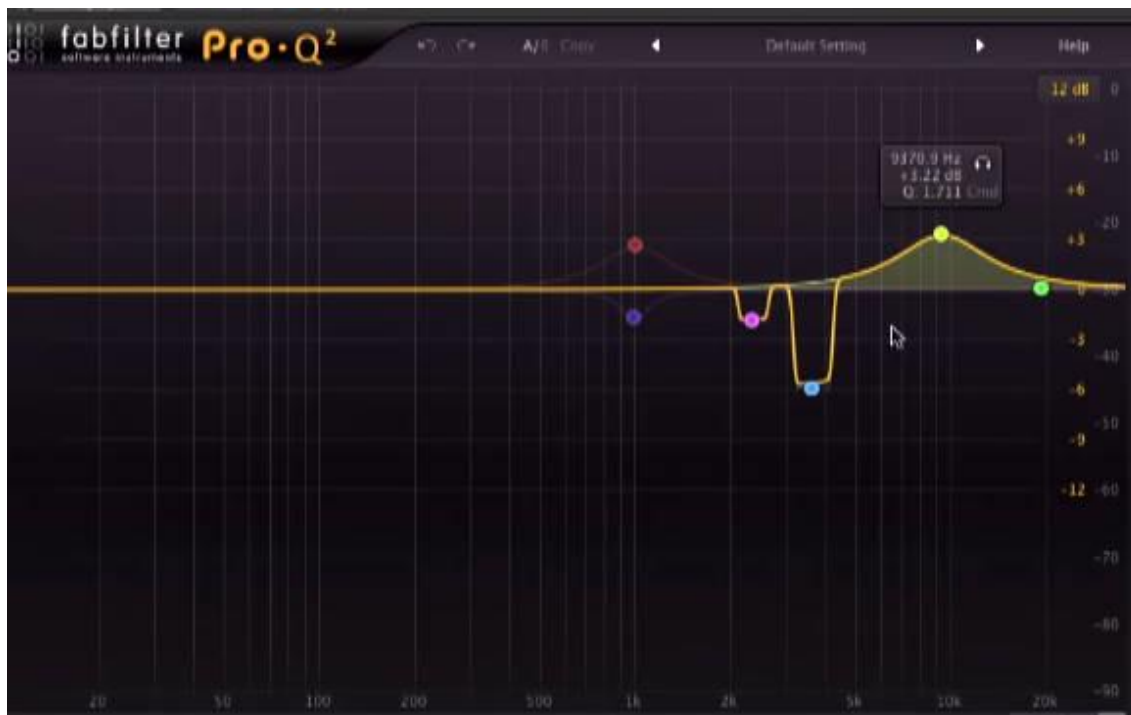 fabfilter Pro·Q²
software instruments
A/B Copy
Default Setting
Help
12 dB 0
+9 -10
+6 -20
+3
0 -30
-3 -40
-6 -50
-9
-12 -60
-70
-80
-90
9370.9 Hz
+3.22 dB
Q: 1.711 Cmd
20 50 100 200 500 1k 2k 5k 10k 20k